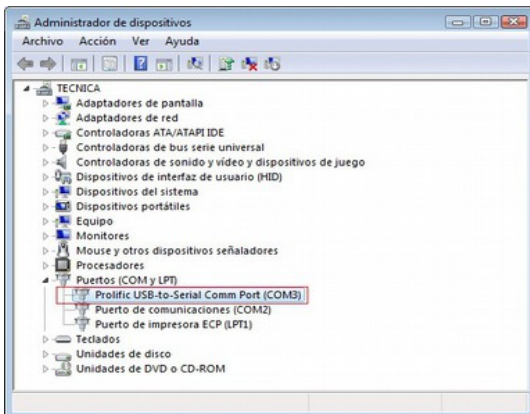 Administrador de dispositivos
Archivo Acción Ver Ayuda
TECNICA
Adaptadores de pantalla
Adaptadores de red
Controladoras ATA/ATAPI IDE
Controladoras de bus serie universal
Controladoras de sonido y vídeo y dispositivos de juego
Dispositivos de interfaz de usuario (HID)
Dispositivos del sistema
Dispositivos portátiles
Equipo
Monitores
Mouse y otros dispositivos señaladores
Procesadores
Puertos (COM y LPT)
Prolific USB-to-Serial Comm Port (COM3)
Puerto de comunicaciones (COM2)
Puerto de impresora ECP (LPT1)
Teclados
Unidades de disco
Unidades de DVD o CD-ROM